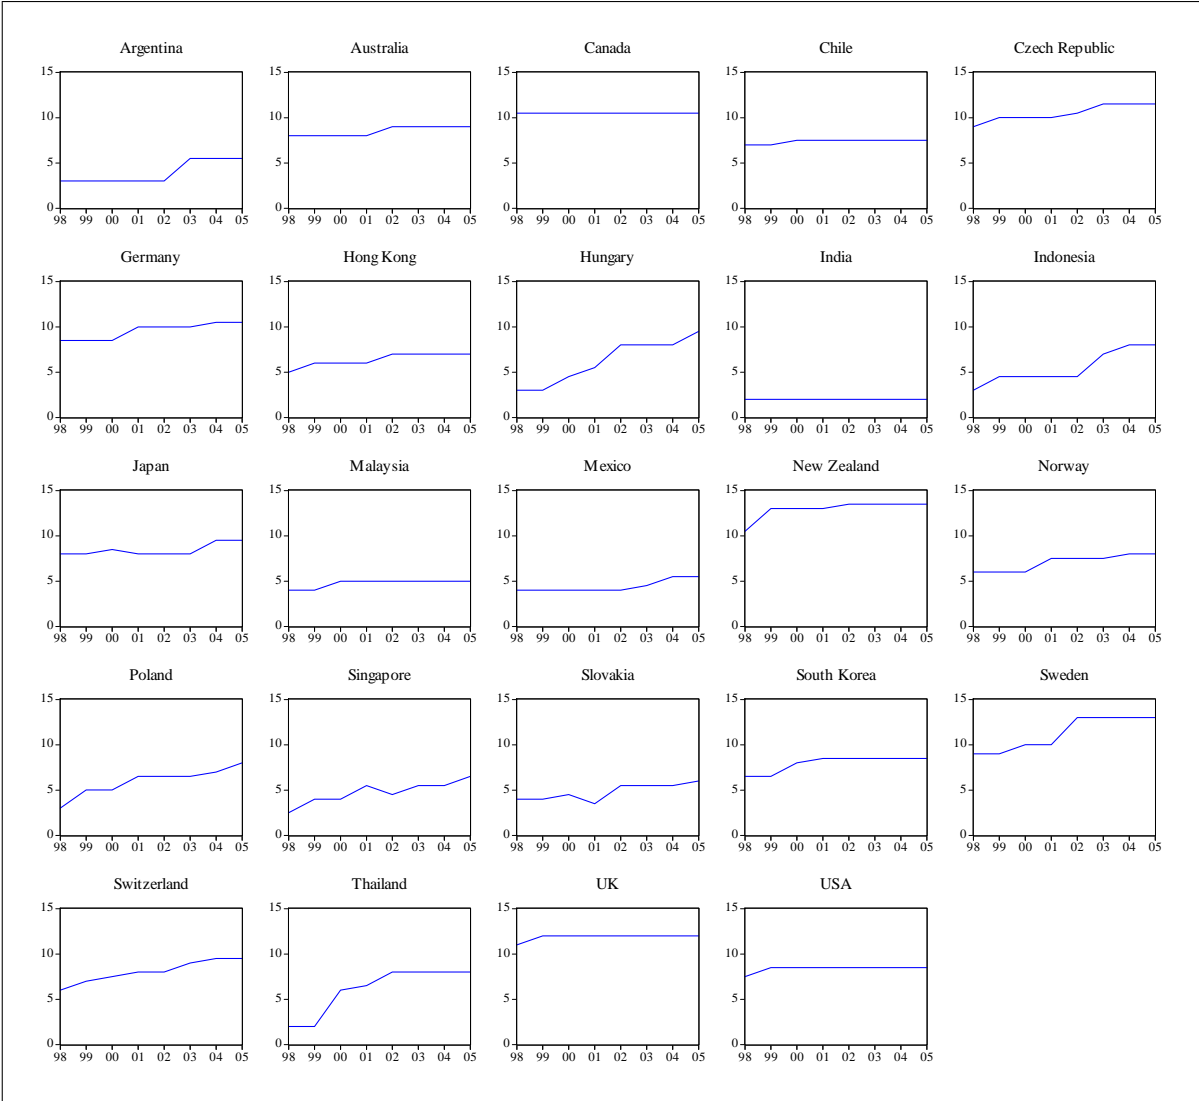 Argentina Australia Canada Chile Czech Republic
15 15 15 15 15
10 10 10 10 10
5 5 5 5 5
0 0 0 0 0
98 99 00 01 02 03 04 05 98 99 00 01 02 03 04 05 98 99 00 01 02 03 04 05 98 99 00 01 02 03 04 05 98 99 00 01 02 03 04 05
Germany Hong Kong Hungary India Indonesia
15 15 15 15 15
10 10 10 10 10
5 5 5 5 5
0 0 0 0 0
98 99 00 01 02 03 04 05 98 99 00 01 02 03 04 05 98 99 00 01 02 03 04 05 98 99 00 01 02 03 04 05 98 99 00 01 02 03 04 05
Japan Malaysia Mexico New Zealand Norway
15 15 15 15 15
10 10 10 10 10
5 5 5 5 5
0 0 0 0 0
98 99 00 01 02 03 04 05 98 99 00 01 02 03 04 05 98 99 00 01 02 03 04 05 98 99 00 01 02 03 04 05 98 99 00 01 02 03 04 05
Poland Singapore Slovakia South Korea Sweden
15 15 15 15 15
10 10 10 10 10
5 5 5 5 5
0 0 0 0 0
98 99 00 01 02 03 04 05 98 99 00 01 02 03 04 05 98 99 00 01 02 03 04 05 98 99 00 01 02 03 04 05 98 99 00 01 02 03 04 05
Switzerland Thailand UK USA
15 15 15 15
10 10 10 10
5 5 5 5
0 0 0 0
98 99 00 01 02 03 04 05 98 99 00 01 02 03 04 05 98 99 00 01 02 03 04 05 98 99 00 01 02 03 04 05